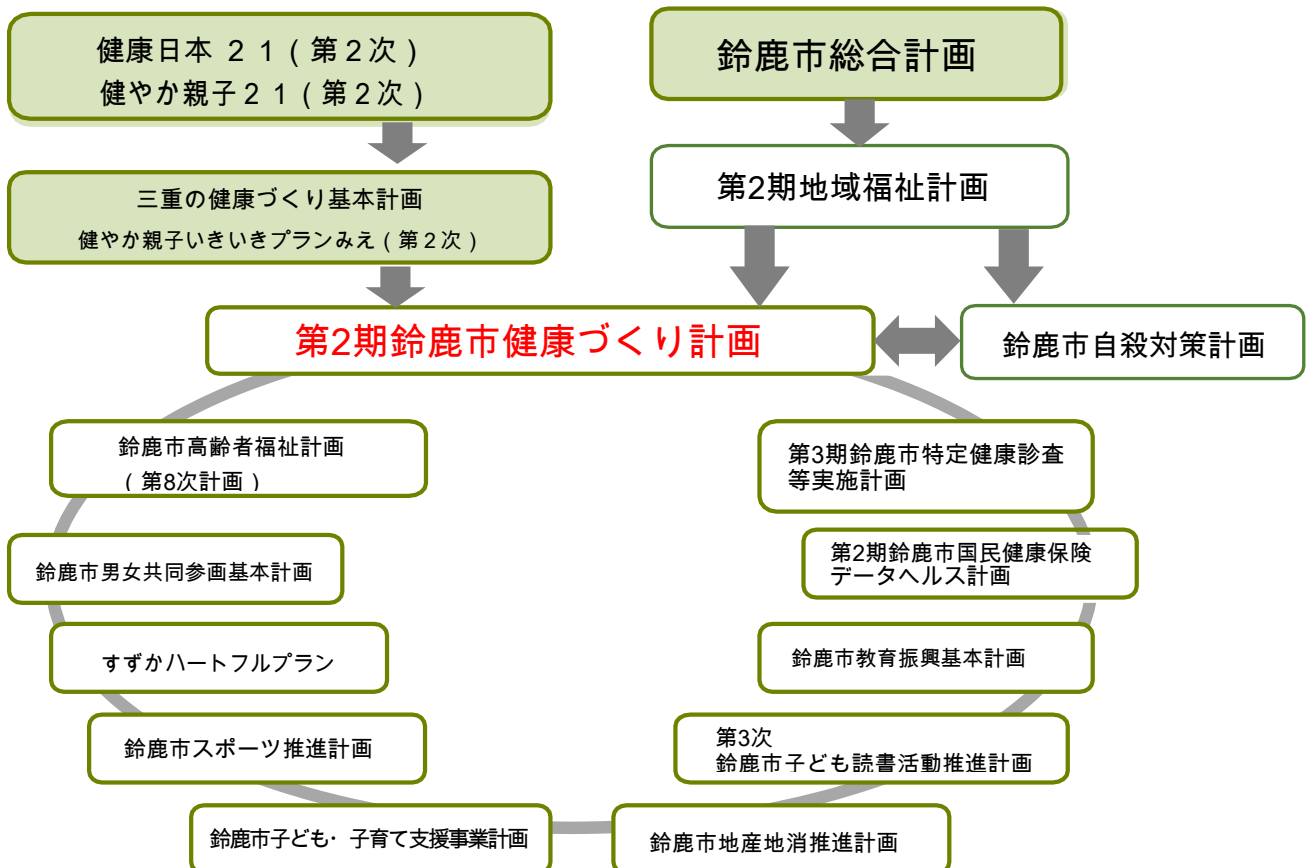 健康日本 21(第2次)
健やか親子21(第2次)
鈴鹿市総合計画
三重の健康づくり基本計画
健やか親子いきいきプランみえ(第2次)
第2期地域福祉計画
第2期鈴鹿市健康づくり計画
鈴鹿市自殺対策計画
鈴鹿市高齢者福祉計画
(第8次計画)
第3期鈴鹿市特定健康診査
等実施計画
鈴鹿市男女共同参画基本計画
第2期鈴鹿市国民健康保険
データヘルス計画
すずかハートフルプラン
鈴鹿市教育振興基本計画
鈴鹿市スポーツ推進計画
第3次
鈴鹿市子ども読書活動推進計画
鈴鹿市子ども・子育て支援事業計画
鈴鹿市地産地消推進計画